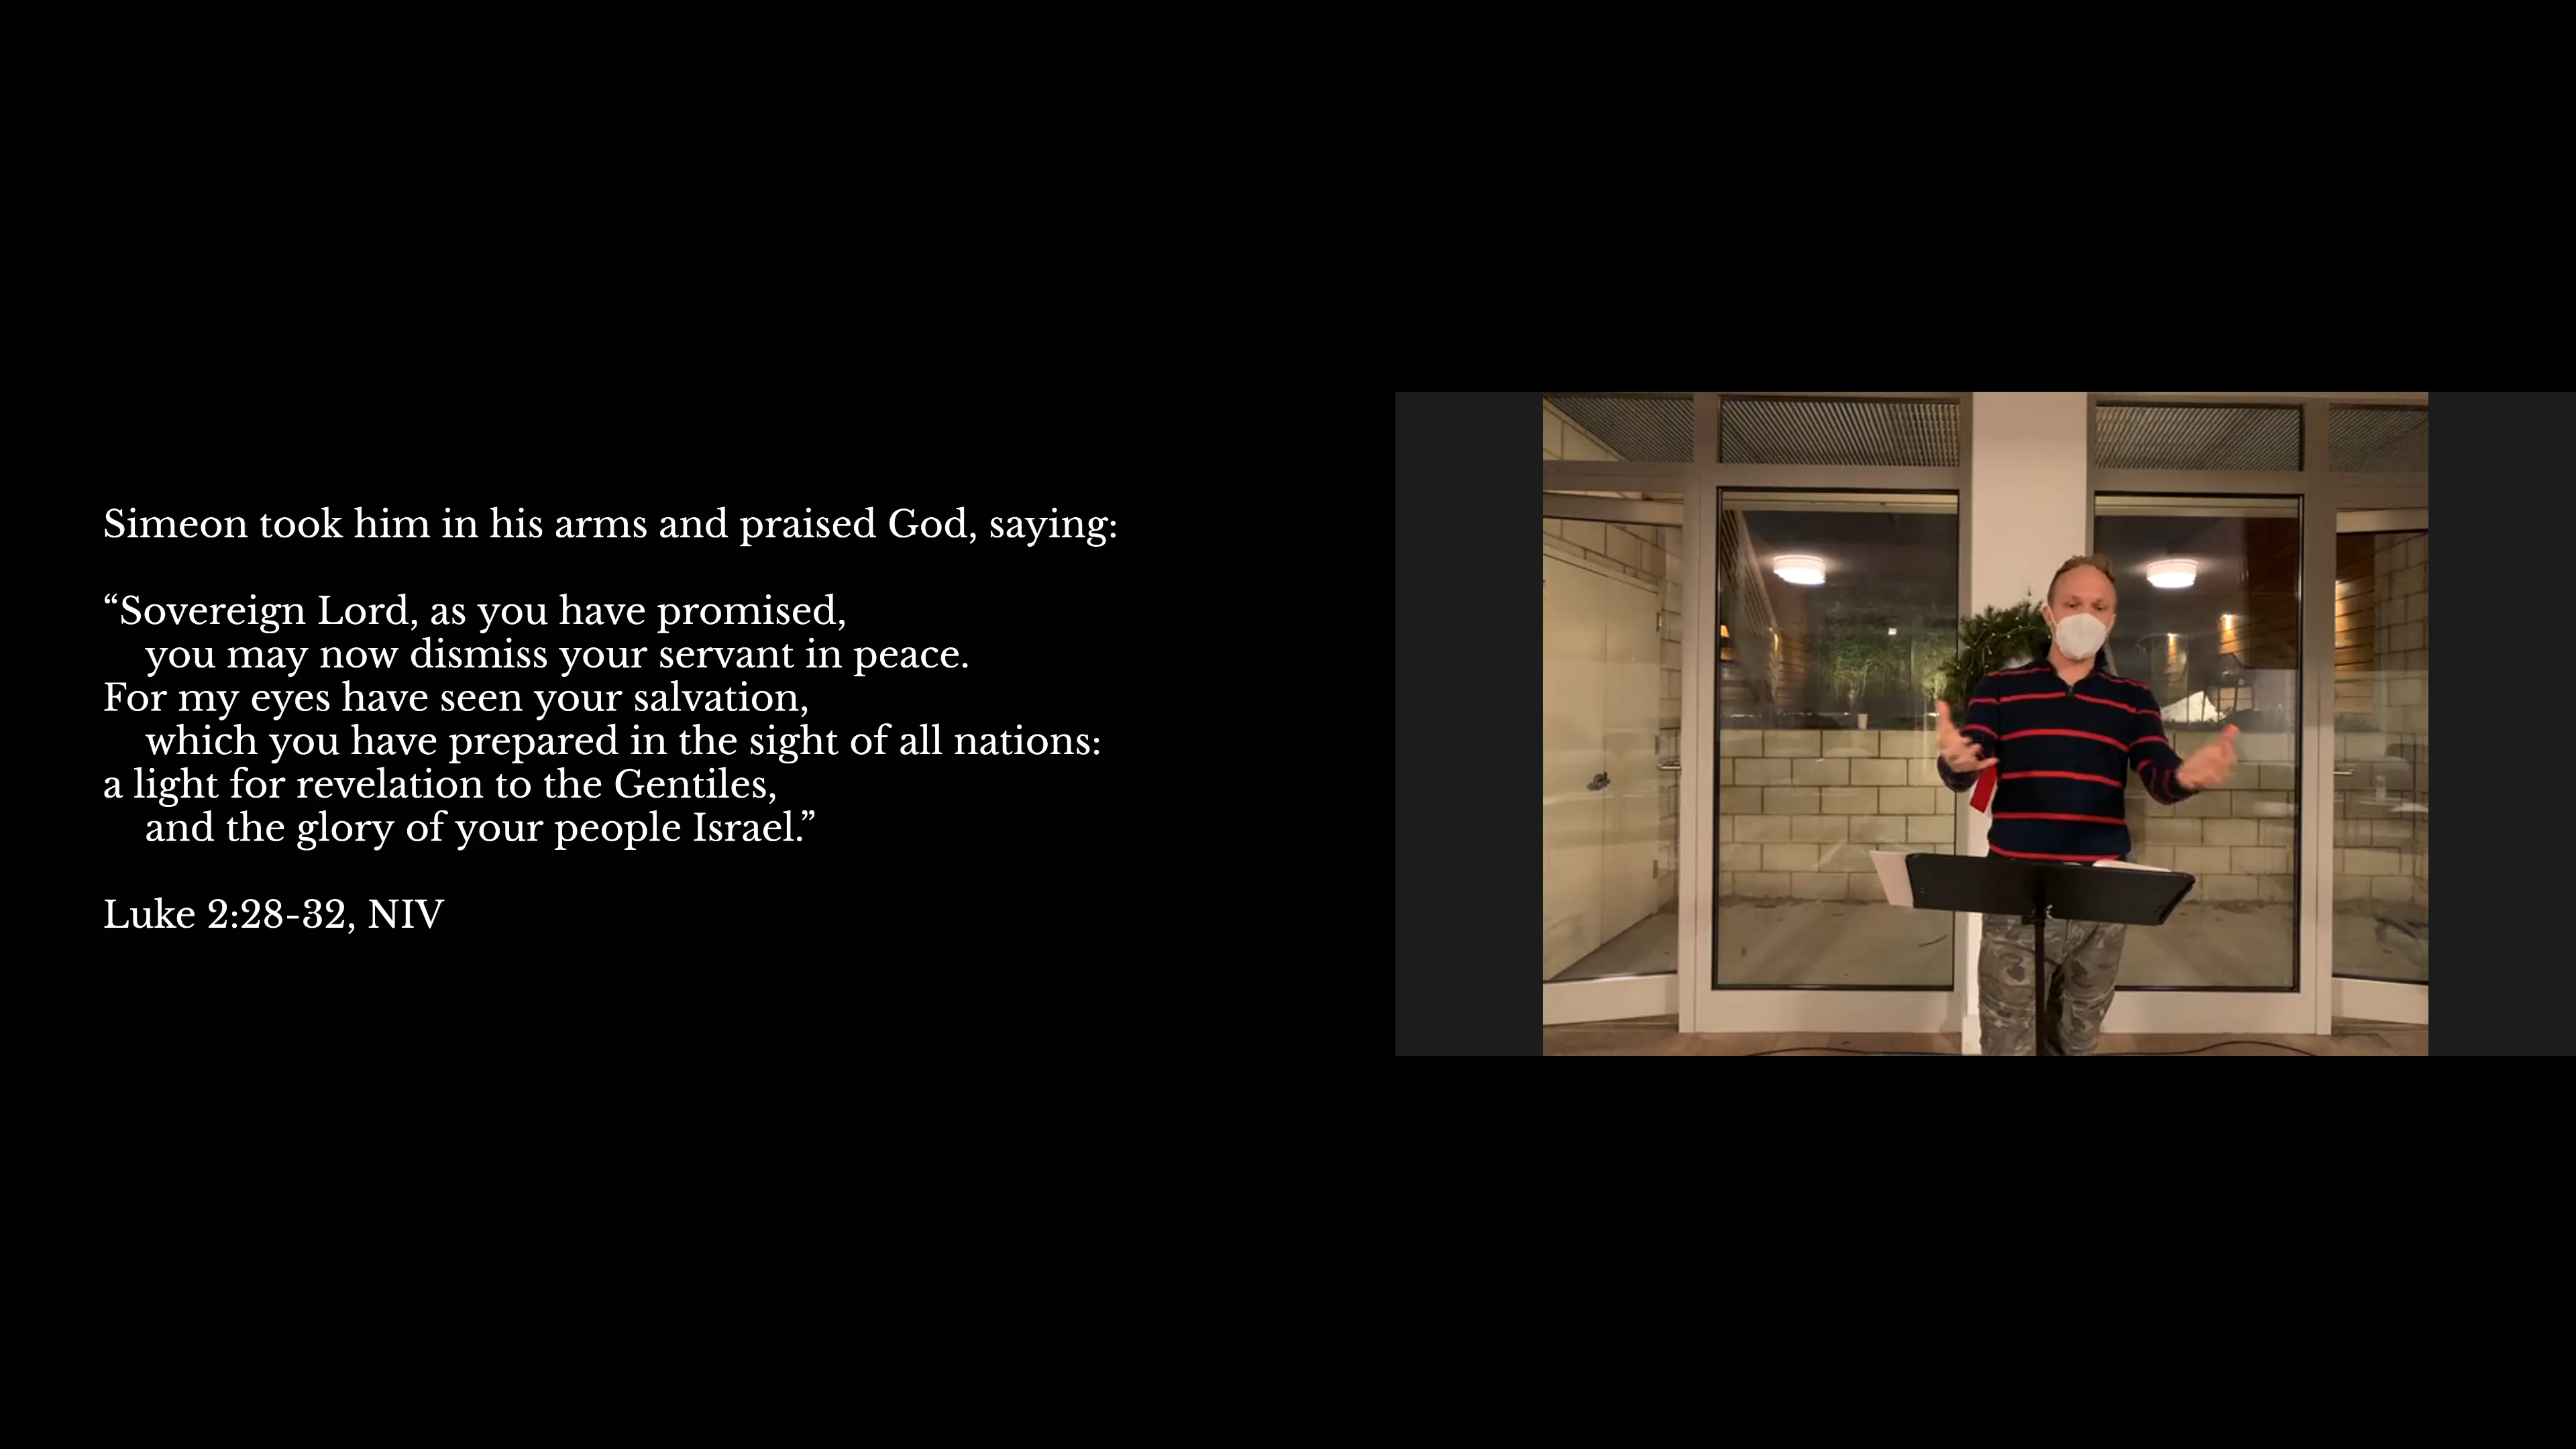 Simeon took him in his arms and praised God, saying:
“Sovereign Lord, as you have promised,
you may now dismiss your servant in peace.
For my eyes have seen your salvation,
which you have prepared in the sight of all nations:
a light for revelation to the Gentiles,
and the glory of your people Israel.”
Luke 2:28-32, NIV